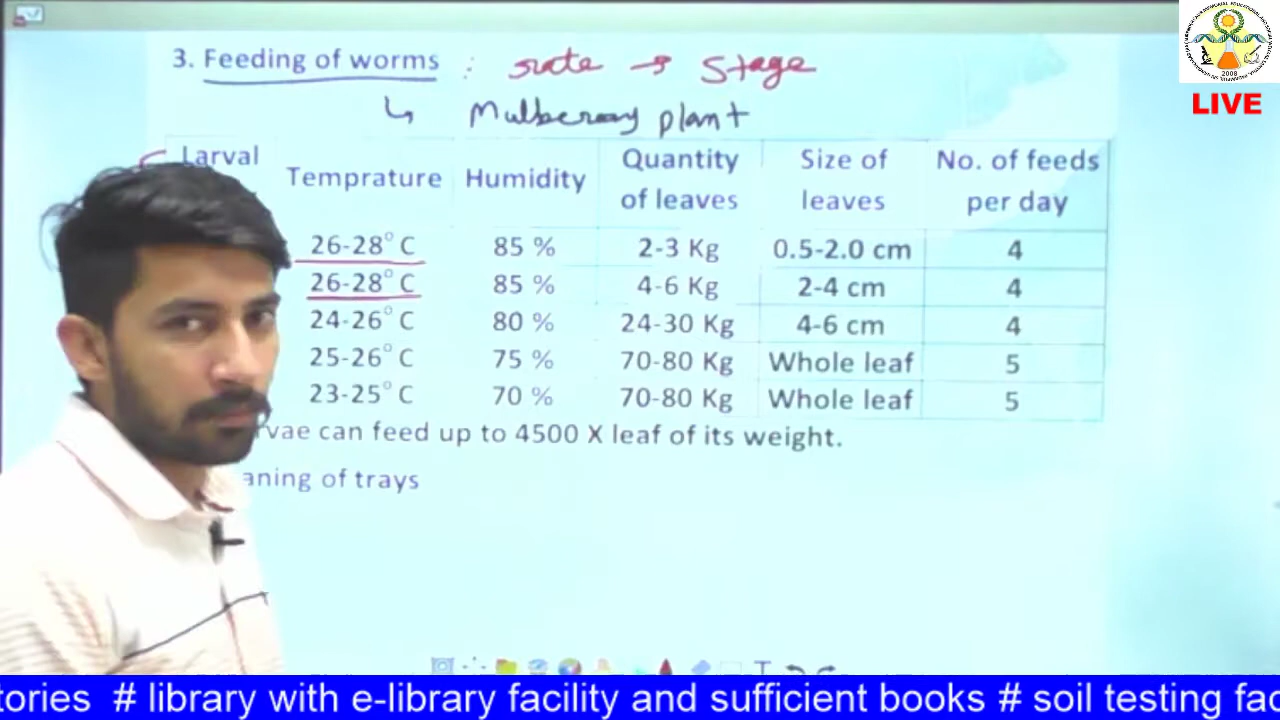 3. Feeding of worms : rate → stage
↳ Mulberry plant
Larval Temprature Humidity Quantity of leaves Size of leaves No. of feeds per day
26-28° C 85 % 2-3 Kg 0.5-2.0 cm 4
26-28° C 85 % 4-6 Kg 2-4 cm 4
24-26° C 80 % 24-30 Kg 4-6 cm 4
25-26° C 75 % 70-80 Kg Whole leaf 5
23-25° C 70 % 70-80 Kg Whole leaf 5
rvae can feed up to 4500 X leaf of its weight.
aning of trays
2008
LIVE
tories # library with e-library facility and sufficient books # soil testing fac